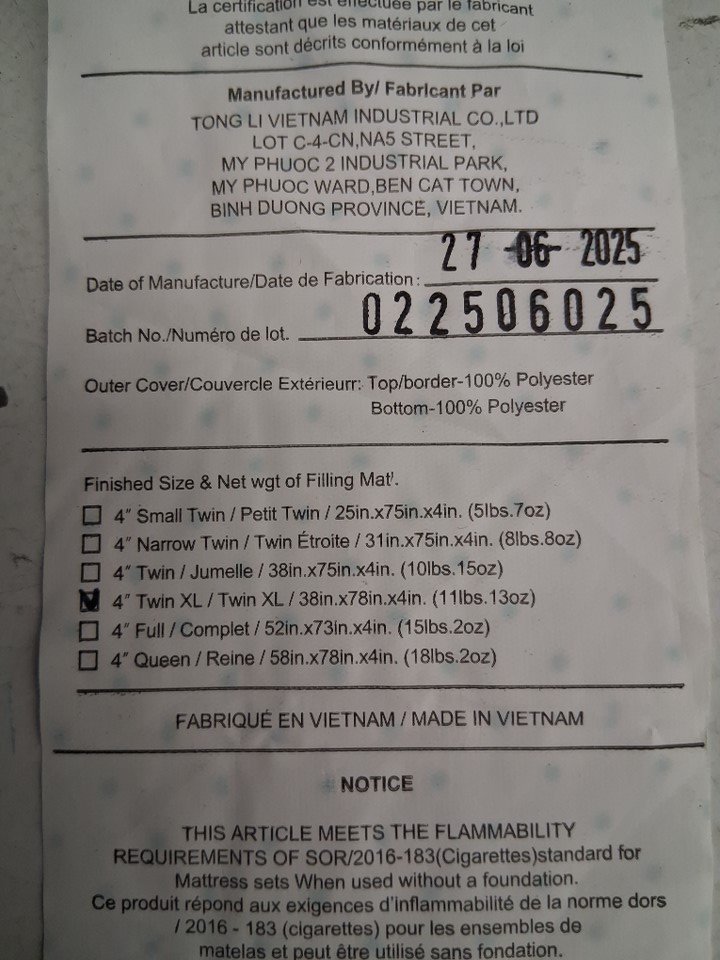 La certification est effectuée par le fabricant
attestant que les matériaux de cet
article sont décrits conformément à la loi
Manufactured By/ Fabricant Par
TONG LI VIETNAM INDUSTRIAL CO.,LTD
LOT C-4-CN,NA5 STREET,
MY PHUOC 2 INDUSTRIAL PARK,
MY PHUOC WARD,BEN CAT TOWN,
BINH DUONG PROVINCE, VIETNAM.
Date of Manufacture/Date de Fabrication: 27 -06- 2025
Batch No./Numéro de lot. 022506025
Outer Cover/Couvercle Extérieurr: Top/border-100% Polyester
Bottom-100% Polyester
Finished Size & Net wgt of Filling Mat'.
4" Small Twin / Petit Twin / 25in.x75in.x4in. (5lbs.7oz)
4" Narrow Twin / Twin Étroite / 31in.x75in.x4in. (8lbs.8oz)
4" Twin / Jumelle / 38in.x75in.x4in. (10lbs.15oz)
4" Twin XL / Twin XL / 38in.x78in.x4in. (11lbs.13oz)
4" Full / Complet / 52in.x73in.x4in. (15lbs.2oz)
4" Queen / Reine / 58in.x78in.x4in. (18lbs.2oz)
FABRIQUÉ EN VIETNAM / MADE IN VIETNAM
NOTICE
THIS ARTICLE MEETS THE FLAMMABILITY
REQUIREMENTS OF SOR/2016-183(Cigarettes)standard for
Mattress sets When used without a foundation.
Ce produit répond aux exigences d'inflammabilité de la norme dors
/ 2016 - 183 (cigarettes) pour les ensembles de
matelas et peut être utilisé sans fondation.